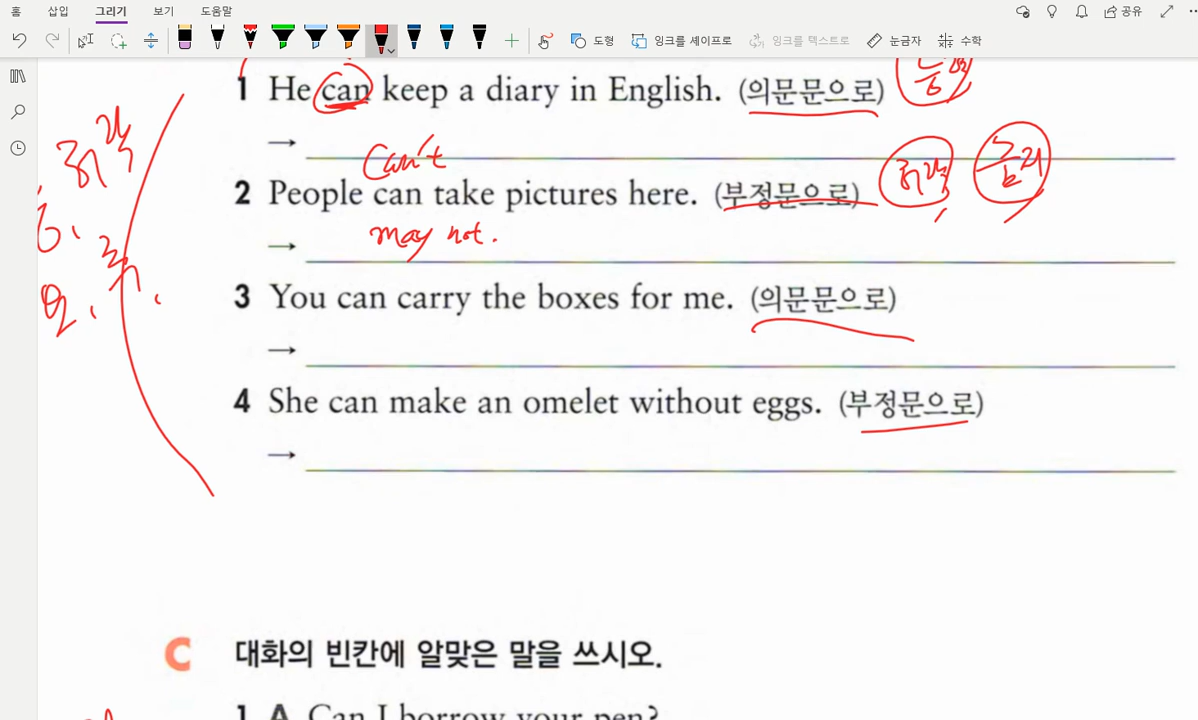 홈 삽입 그리기 보기 도움말 공유
도형 잉크를 셰이프로 잉크를 텍스트로 눈금자 수학
1 He can keep a diary in English. (의문문으로)
→
허락
Can't
허락 금지
2 People can take pictures here. (부정문으로)
→ may not.
3 You can carry the boxes for me. (의문문으로)
→
4 She can make an omelet without eggs. (부정문으로)
→
C 대화의 빈칸에 알맞은 말을 쓰시오.
1 A Can I borrow your pen?